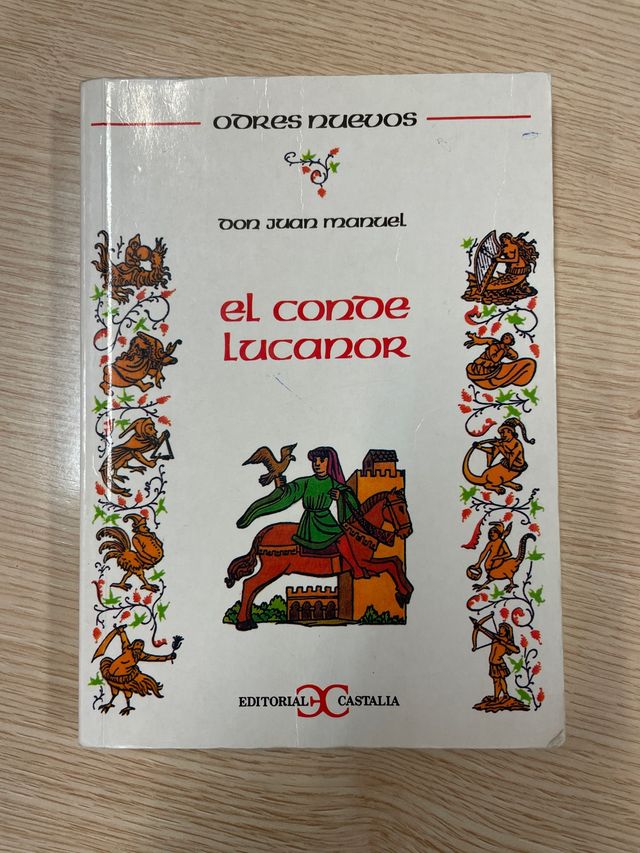 ODRES NUEVOS
DON JUAN MANUEL
EL CONDE
LUCANOR
EDITORIAL CASTALIA